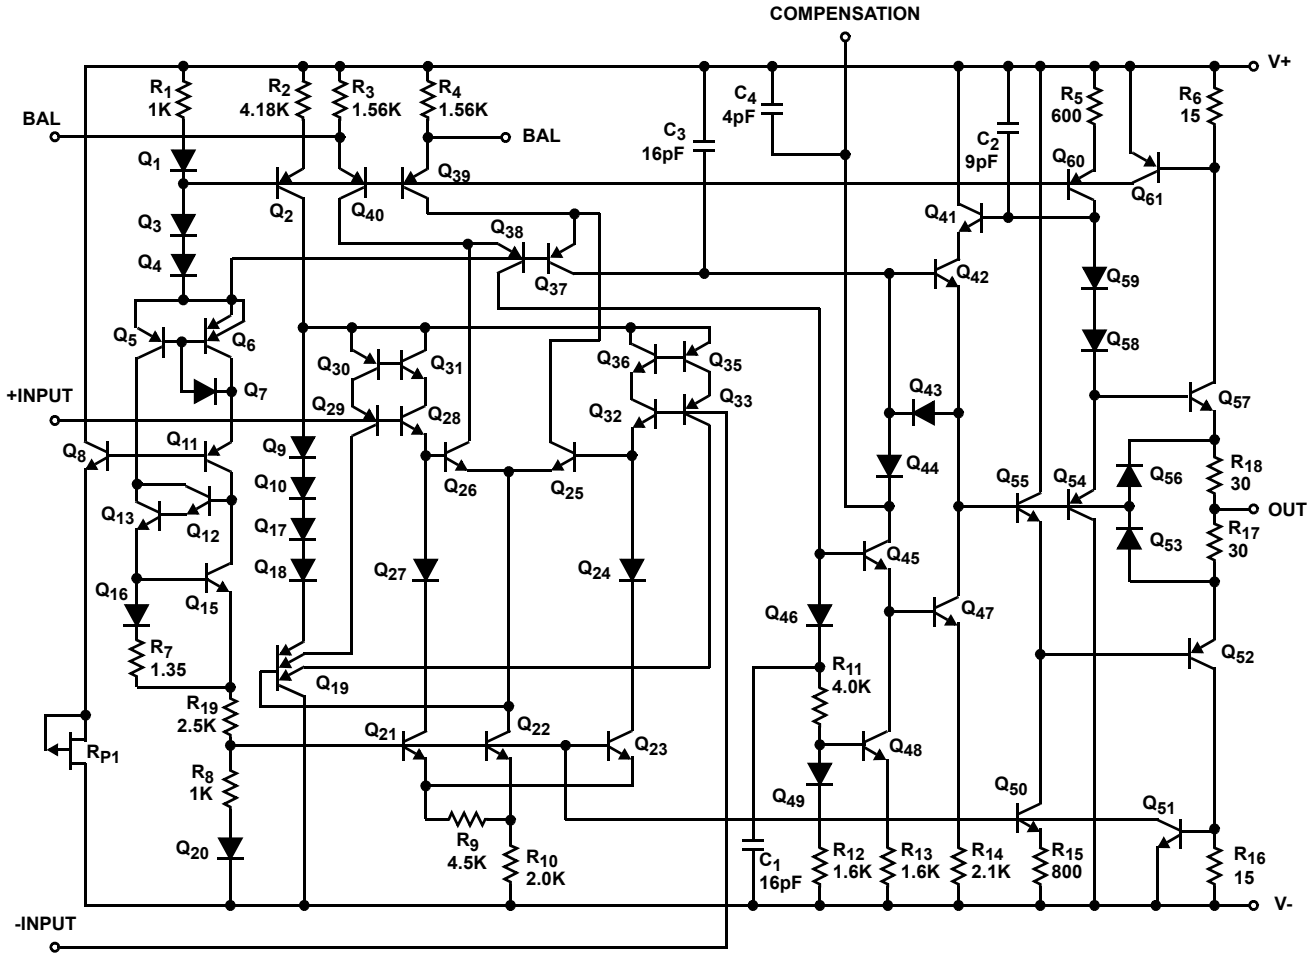 COMPENSATION
V+
R1
1K
R2
4.18K
R3
1.56K
R4
1.56K
C4
4pF
C3
16pF
C2
9pF
R5
600
R6
15
BAL
BAL
Q1
Q2
Q40
Q39
Q60
Q61
Q3
Q4
Q38
Q37
Q41
Q42
Q59
Q58
Q5
Q6
Q7
Q30
Q31
Q36
Q35
+INPUT
Q29
Q28
Q32
Q33
Q43
Q57
Q8
Q11
Q9
Q10
Q17
Q18
Q26
Q25
Q44
Q55
Q54
Q56
R18
30
OUT
Q13
Q12
Q53
R17
30
Q16
Q15
Q27
Q24
Q45
Q46
Q47
R7
1.35
Q19
R11
4.0K
Q52
R19
2.5K
Q21
Q22
Q23
Q48
RP1
R8
1K
Q49
Q50
Q51
Q20
R9
4.5K
R10
2.0K
C1
16pF
R12
1.6K
R13
1.6K
R14
2.1K
R15
800
R16
15
V-
-INPUT